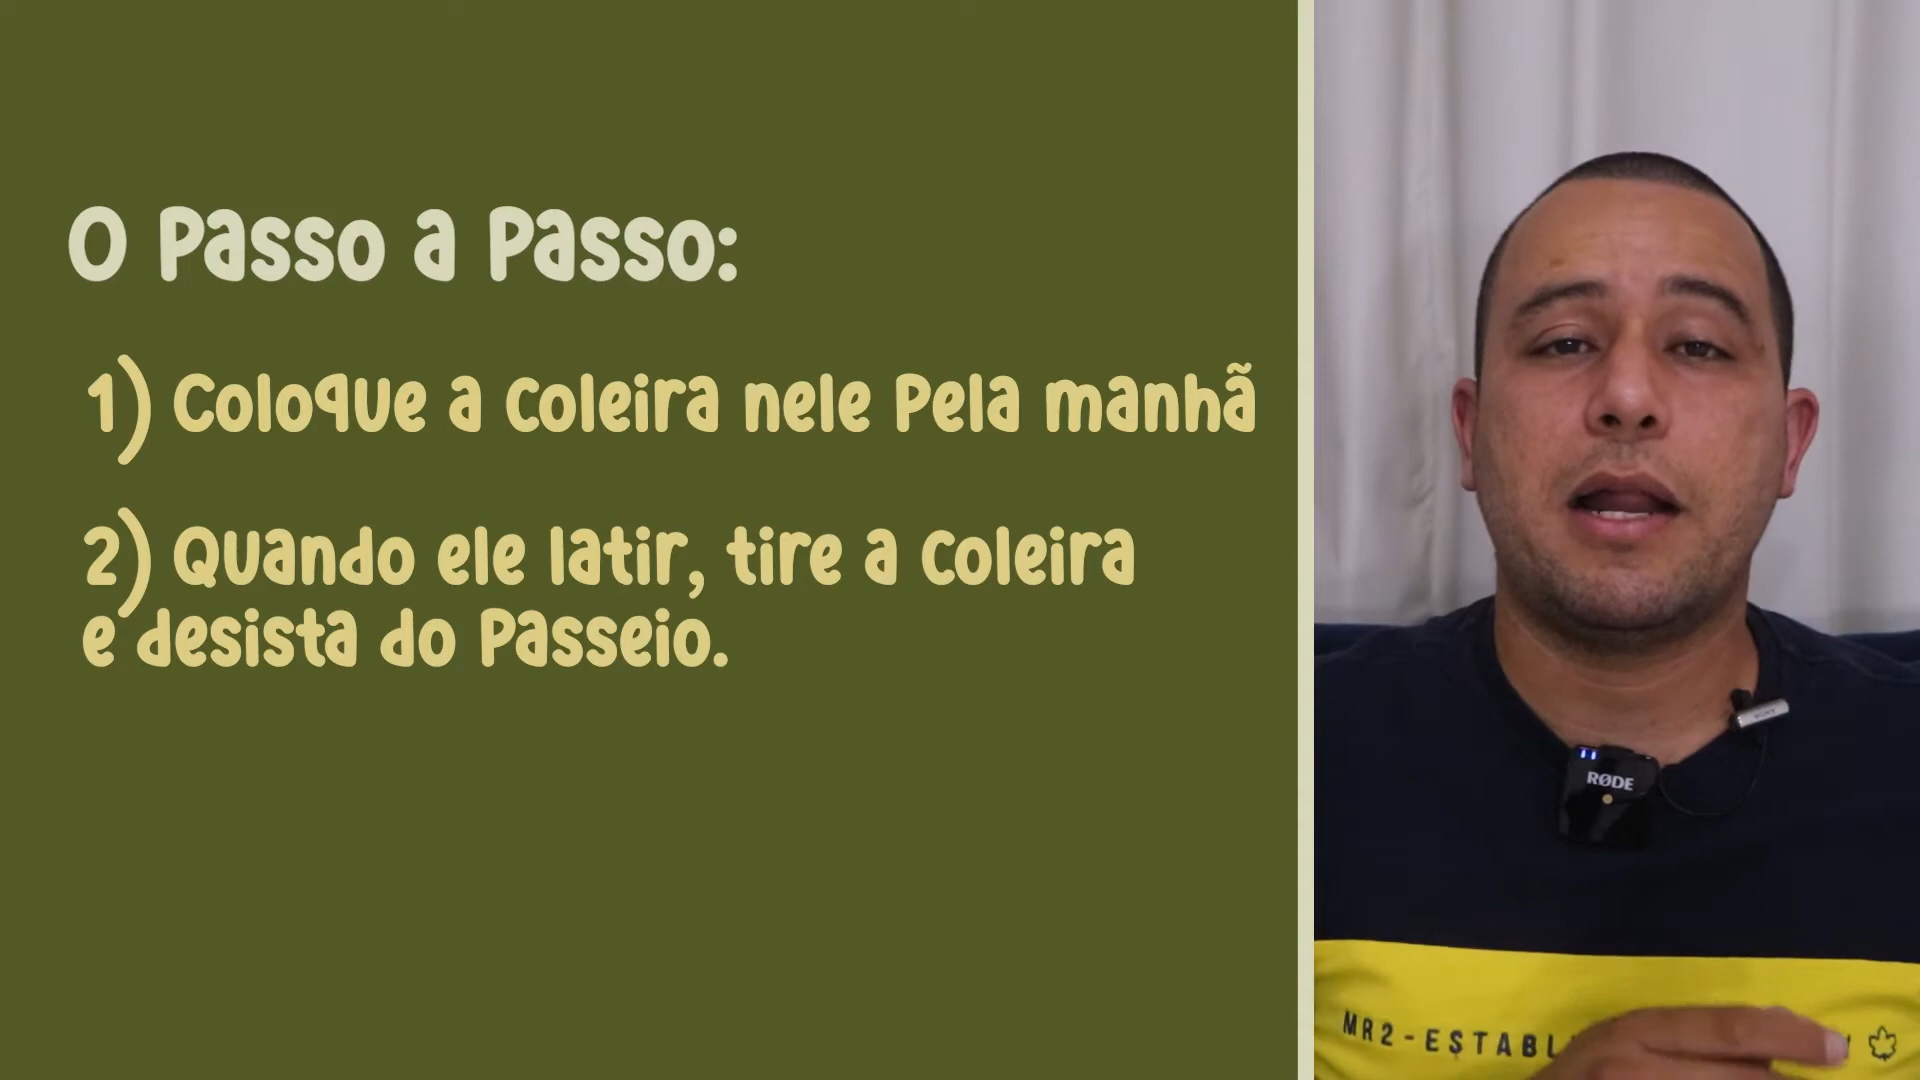 O Passo a Passo:
1) Coloque a coleira nele pela manhã
2) Quando ele latir, tire a coleira
e desista do Passeio.
RØDE
MR2-ESTABL